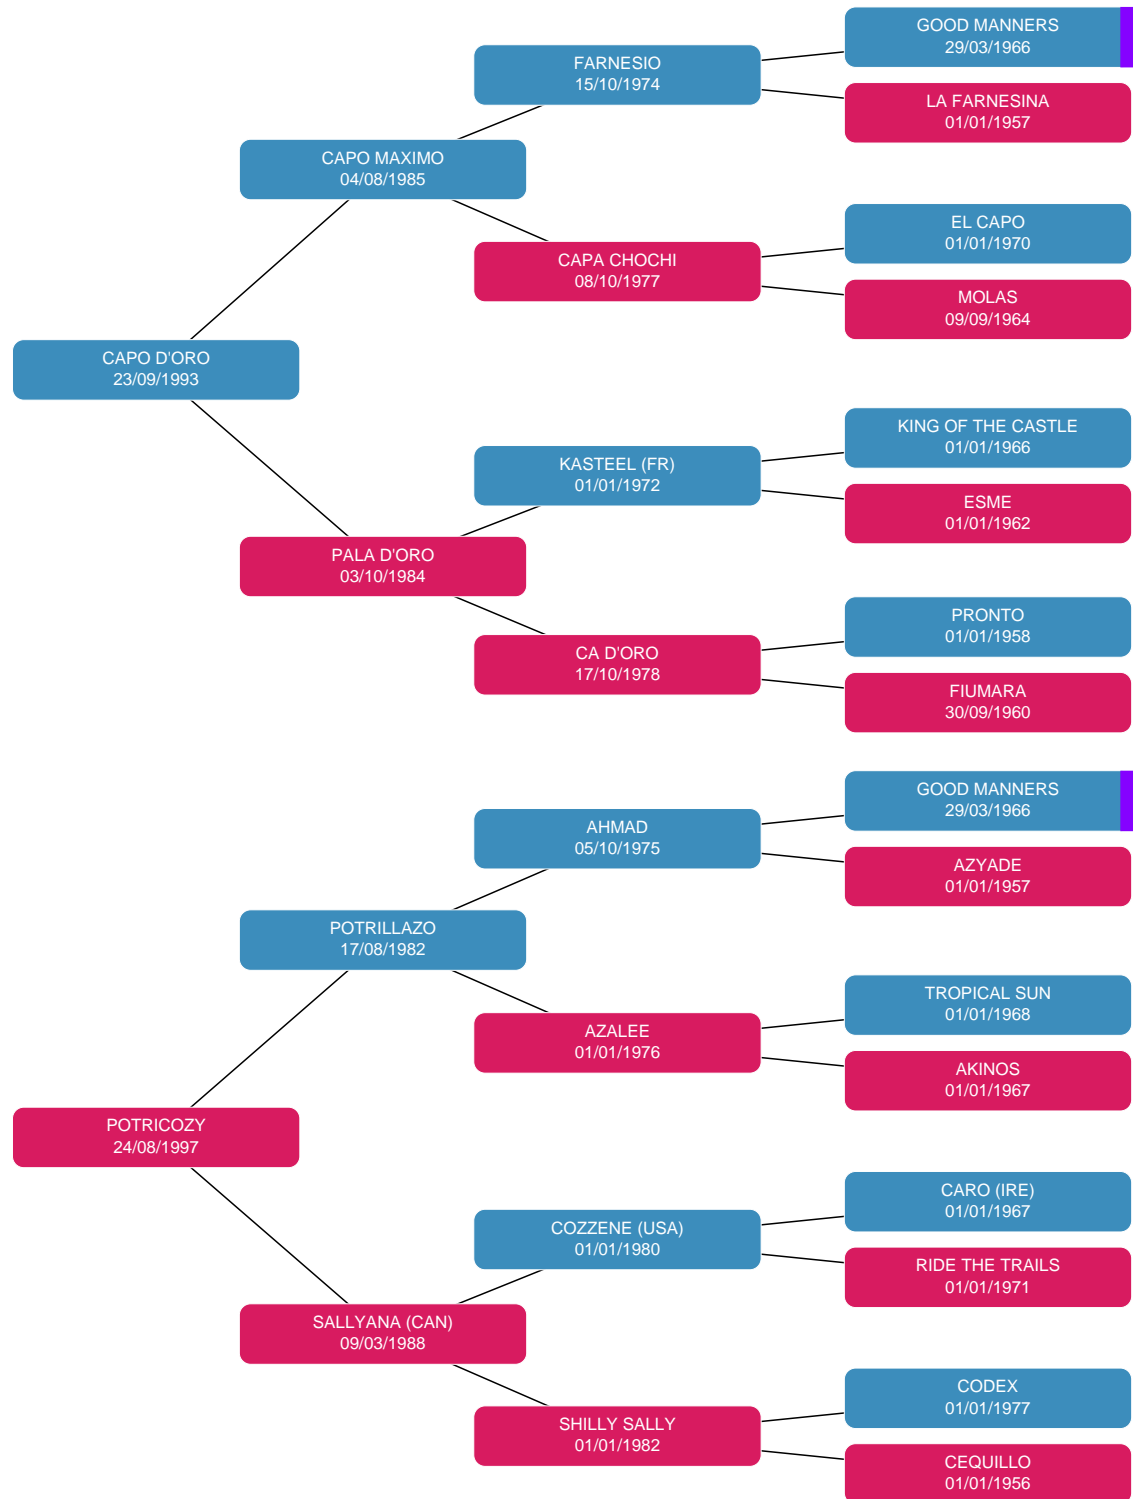 GOOD MANNERS
29/03/1966
FARNESIO
15/10/1974
LA FARNESINA
01/01/1957
CAPO MAXIMO
04/08/1985
EL CAPO
01/01/1970
CAPA CHOCHI
08/10/1977
MOLAS
09/09/1964
CAPO D'ORO
23/09/1993
KING OF THE CASTLE
01/01/1966
KASTEEL (FR)
01/01/1972
ESME
01/01/1962
PALA D'ORO
03/10/1984
PRONTO
01/01/1958
CA D'ORO
17/10/1978
FIUMARA
30/09/1960
GOOD MANNERS
29/03/1966
AHMAD
05/10/1975
AZYADE
01/01/1957
POTRILLAZO
17/08/1982
TROPICAL SUN
01/01/1968
AZALEE
01/01/1976
AKINOS
01/01/1967
POTRICOZY
24/08/1997
CARO (IRE)
01/01/1967
COZZENE (USA)
01/01/1980
RIDE THE TRAILS
01/01/1971
SALLYANA (CAN)
09/03/1988
CODEX
01/01/1977
SHILLY SALLY
01/01/1982
CEQUILLO
01/01/1956